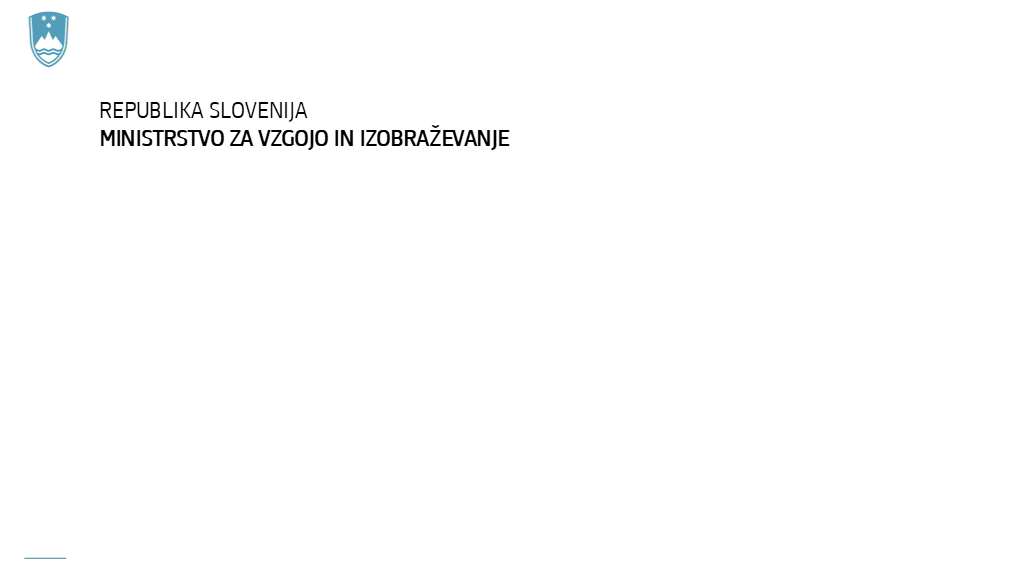 REPUBLIKA SLOVENIJA
MINISTRSTVO ZA VZGOJO IN IZOBRAŽEVANJE